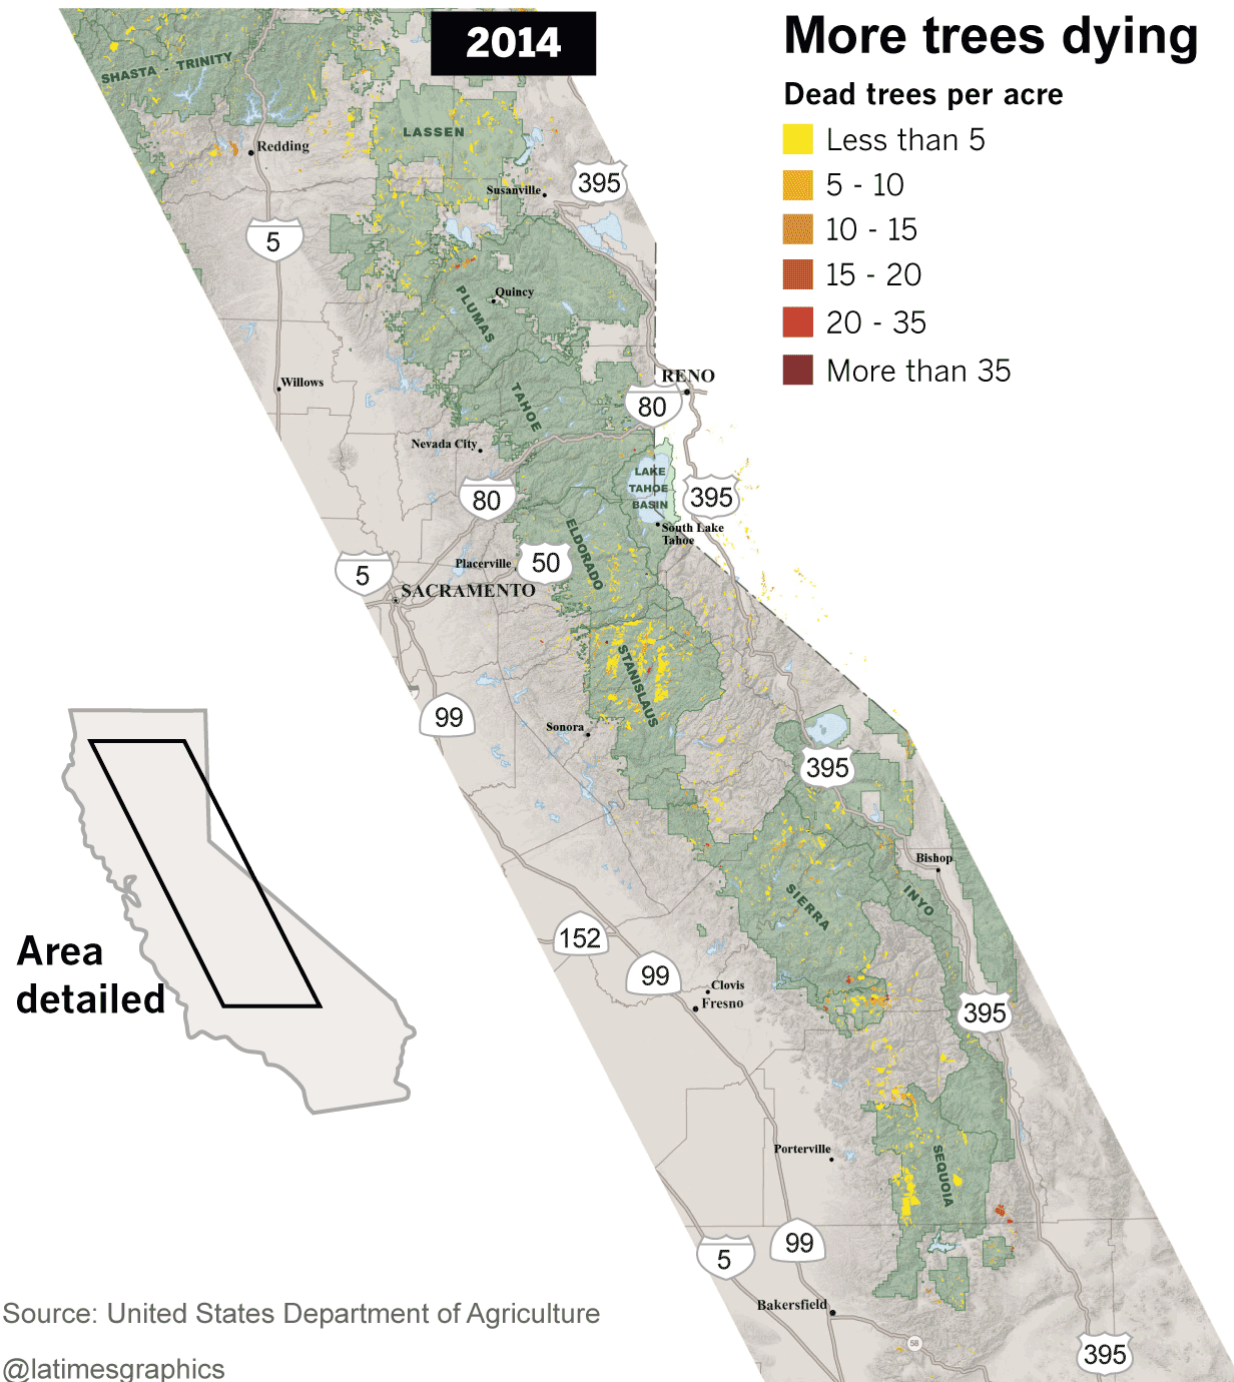 2014
More trees dying
Dead trees per acre
Less than 5
5 - 10
10 - 15
15 - 20
20 - 35
More than 35
SHASTA - TRINITY
LASSEN
Redding
Susanville
395
5
PLUMAS
Quincy
Willows
RENO
TAHOE
80
Nevada City
LAKE
TAHOE
BASIN
395
80
South Lake
Tahoe
ELDORADO
Placerville
50
5
SACRAMENTO
STANISLAUS
99
Sonora
395
Bishop
SIERRA
INYO
152
99
Clovis
Fresno
395
Area
detailed
Porterville
SEQUOIA
99
5
Bakersfield
58
395
Source: United States Department of Agriculture
@latimesgraphics